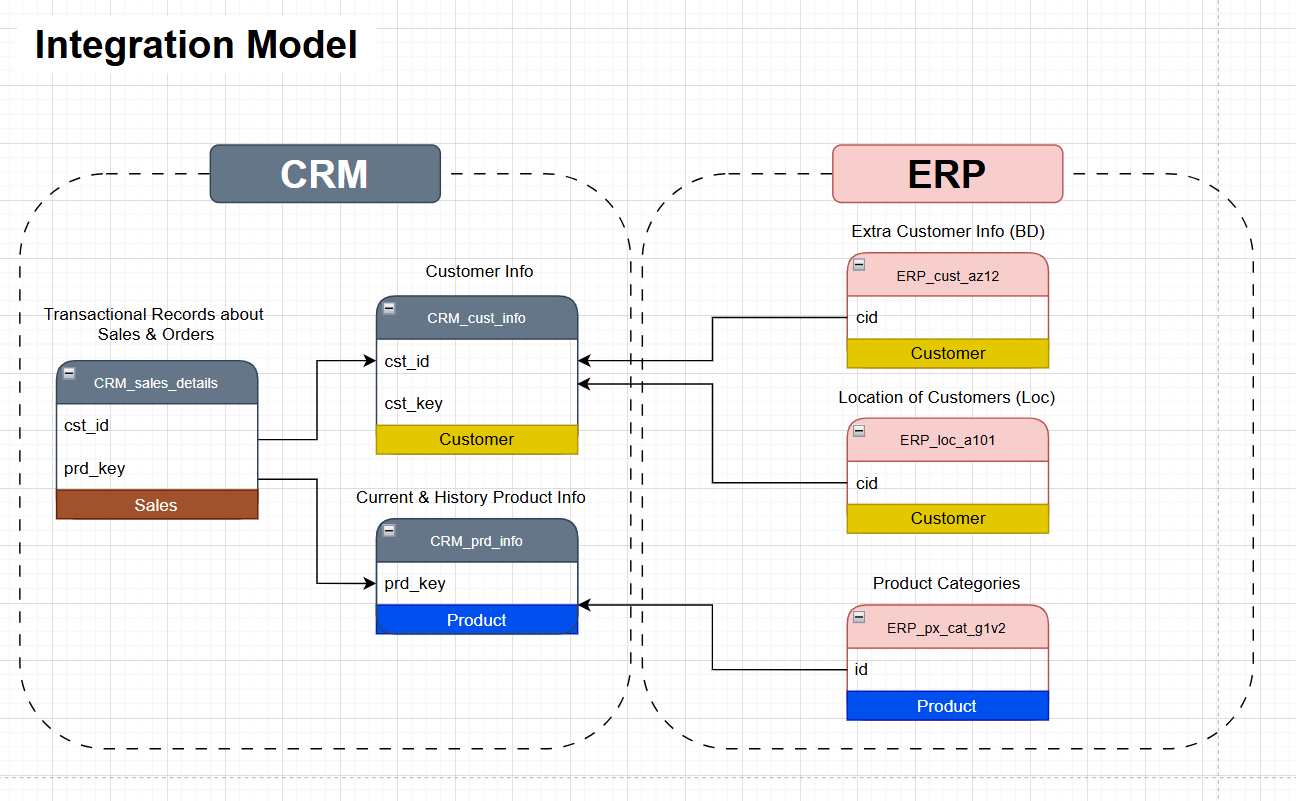 Integration Model
CRM
ERP
Transactional Records about
Sales & Orders
CRM_sales_details
cst_id
prd_key
Sales
Customer Info
CRM_cust_info
cst_id
cst_key
Customer
Current & History Product Info
CRM_prd_info
prd_key
Product
Extra Customer Info (BD)
ERP_cust_az12
cid
Customer
Location of Customers (Loc)
ERP_loc_a101
cid
Customer
Product Categories
ERP_px_cat_g1v2
id
Product